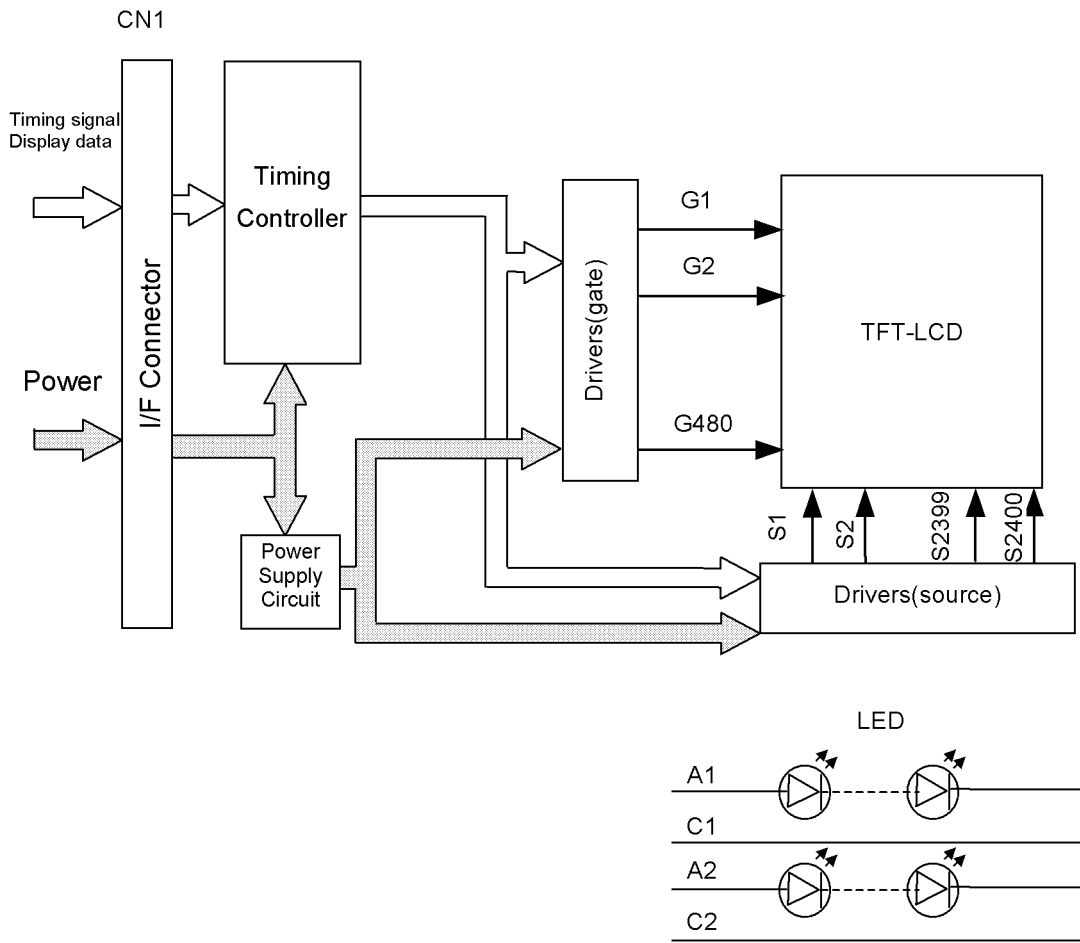 CN1
Timing signal
Display data
Power
I/F Connector
Timing
Controller
Power
Supply
Circuit
Drivers(gate)
G1
G2
G480
TFT-LCD
S1
S2
S2399
S2400
Drivers(source)
LED
A1
C1
A2
C2